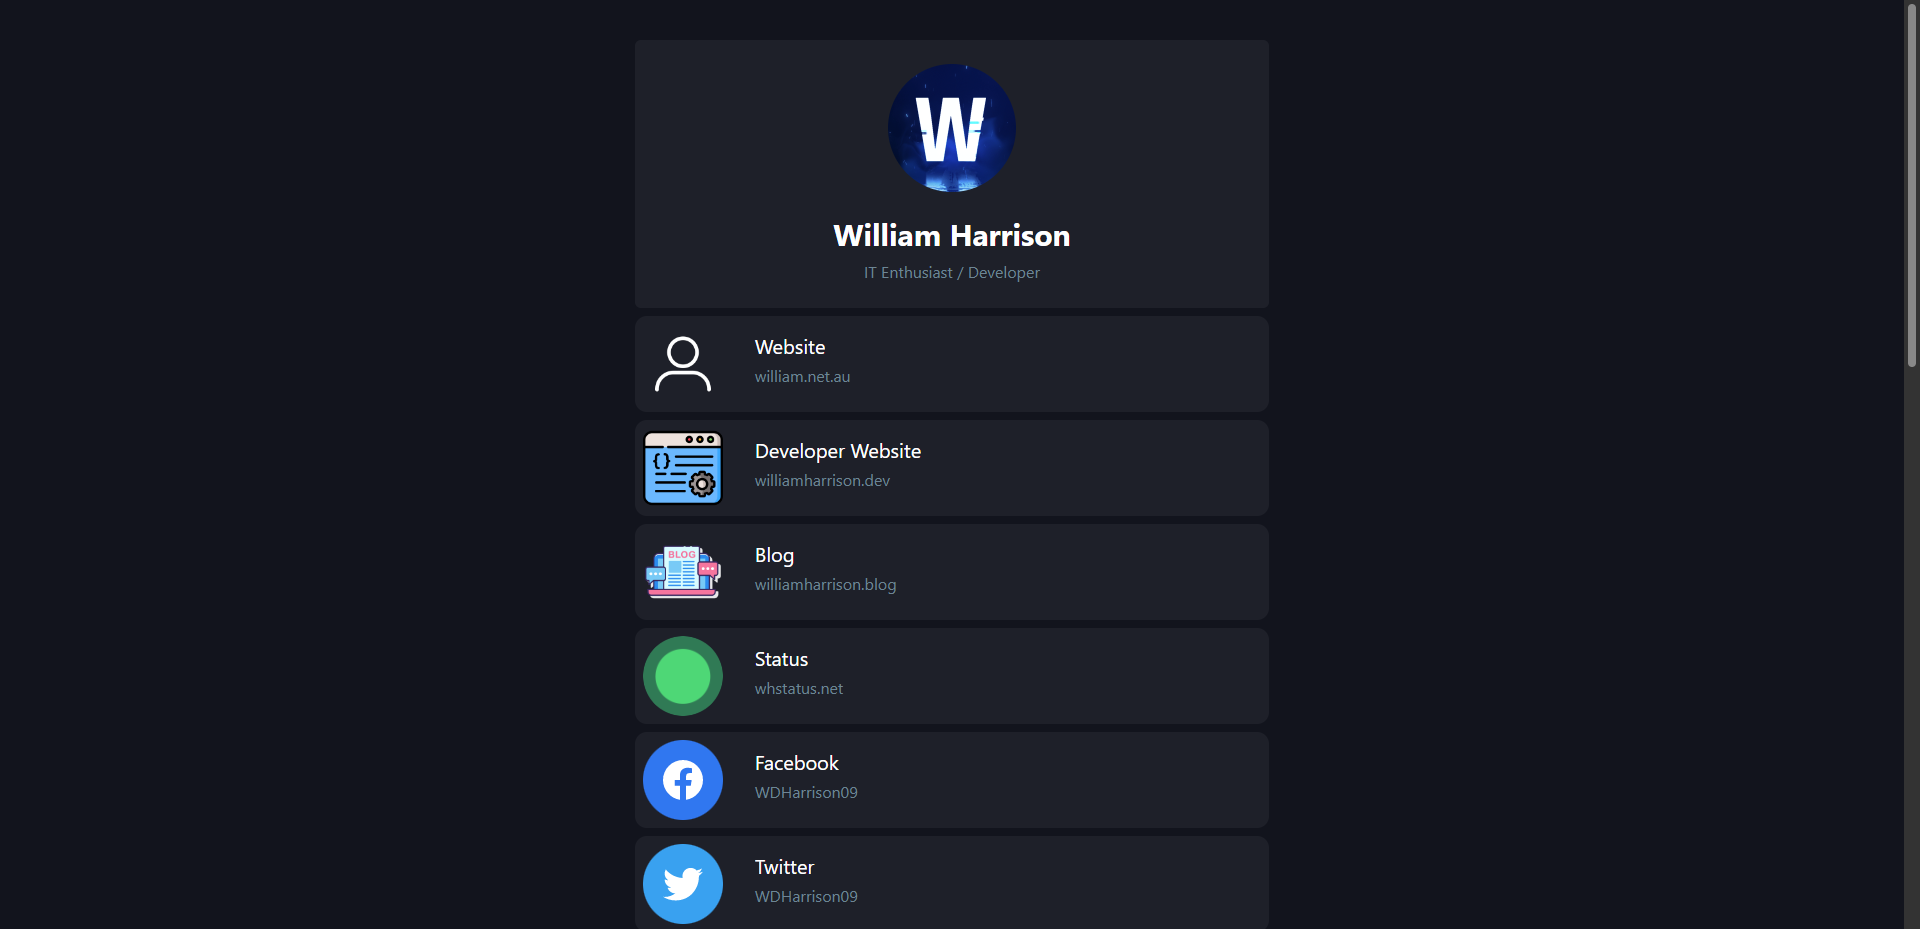 W
William Harrison
IT Enthusiast / Developer
Website
william.net.au
Developer Website
williamharrison.dev
BLOG
Blog
williamharrison.blog
Status
whstatus.net
Facebook
WDHarrison09
Twitter
WDHarrison09